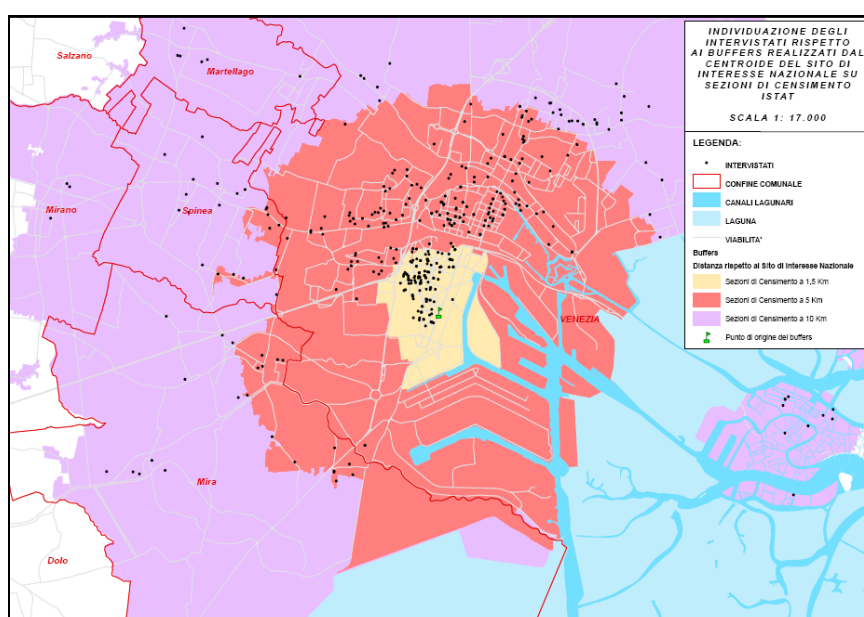 INDIVIDUAZIONE DEGLI
INTERVISTATI RISPETTO
AI BUFFERS REALIZZATI DAL
CENTROIDE DEL SITO DI
INTERESSE NAZIONALE SU
SEZIONI DI CENSIMENTO
ISTAT
SCALA 1: 17.000
LEGENDA:
INTERVISTATI
CONFINE COMUNALE
CANALI LAGUNARI
LAGUNA
VIABILITA'
Buffers
Distanza rispetto al Sito di Interesse Nazionale
Sezioni di Censimento a 1,5 Km
Sezioni di Censimento a 5 Km
Sezioni di Censimento a 10 Km
Punto di origine dei buffers
Salzano
Martellago
Mirano
Spinea
VENEZIA
Mira
Dolo